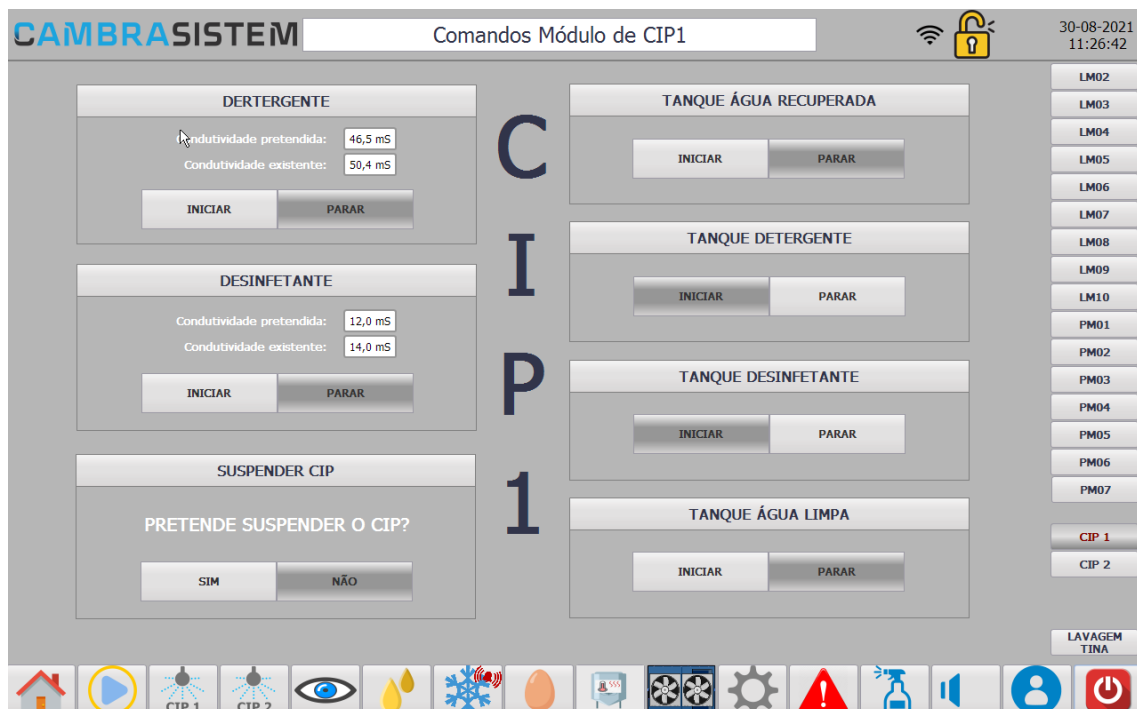 CAMBRASISTEM
Comandos Módulo de CIP1
30-08-2021
11:26:42
DERTERGENTE
Condutividade pretendida: 46,5 mS
Condutividade existente: 50,4 mS
INICIAR PARAR
DESINFETANTE
Condutividade pretendida: 12,0 mS
Condutividade existente: 14,0 mS
INICIAR PARAR
SUSPENDER CIP
PRETENDE SUSPENDER O CIP?
SIM NÃO
C
I
P
1
TANQUE ÁGUA RECUPERADA
INICIAR PARAR
TANQUE DETERGENTE
INICIAR PARAR
TANQUE DESINFETANTE
INICIAR PARAR
TANQUE ÁGUA LIMPA
INICIAR PARAR
LM02
LM03
LM04
LM05
LM06
LM07
LM08
LM09
LM10
PM01
PM02
PM03
PM04
PM05
PM06
PM07
CIP 1
CIP 2
LAVAGEM
TINA
CIP 1
CIP 2